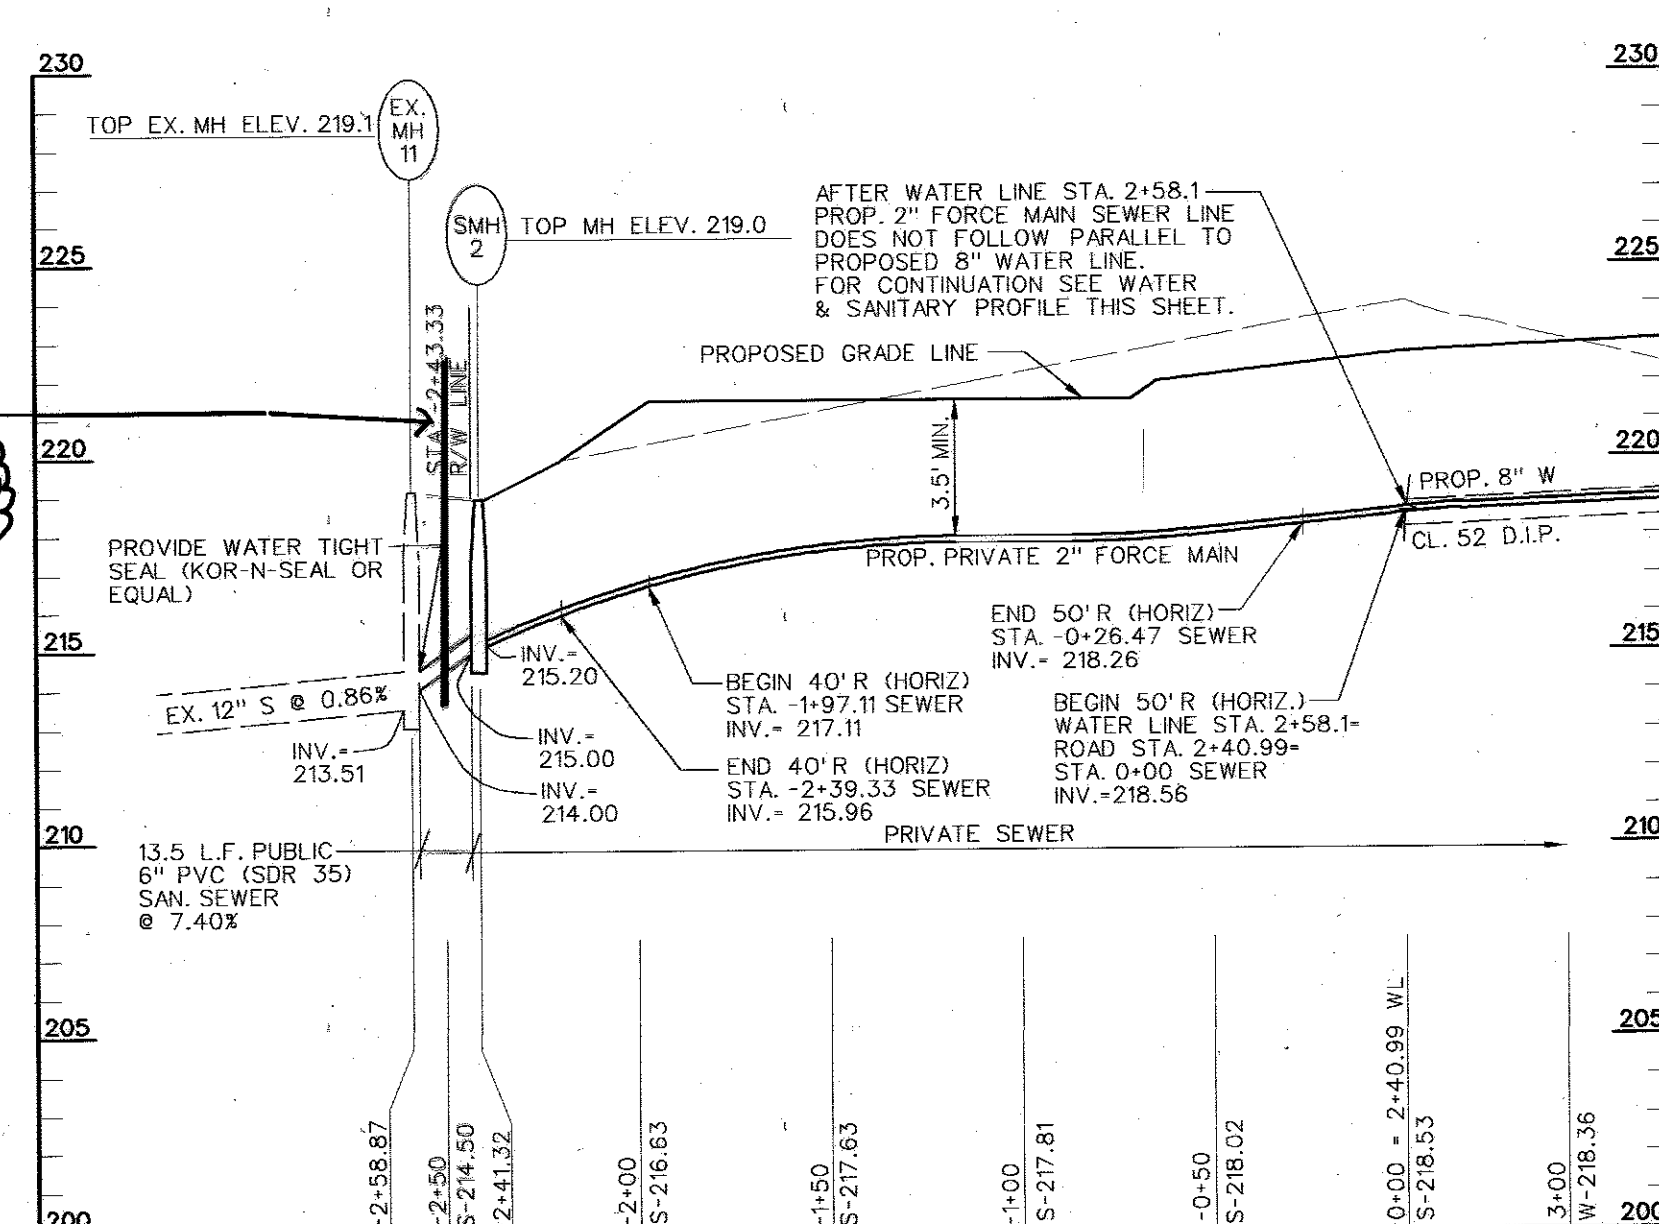 230
230
EX.
MH
11
TOP EX. MH ELEV. 219.1
SMH
2
TOP MH ELEV. 219.0
AFTER WATER LINE STA. 2+58.1
PROP. 2" FORCE MAIN SEWER LINE
DOES NOT FOLLOW PARALLEL TO
PROPOSED 8" WATER LINE.
FOR CONTINUATION SEE WATER
& SANITARY PROFILE THIS SHEET.
225
225
STA. -2+43.33
R/W LINE
PROPOSED GRADE LINE
220
220
3.5' MIN.
PROP. 8" W
CL. 52 D.I.P.
PROVIDE WATER TIGHT
SEAL (KOR-N-SEAL OR
EQUAL)
PROP. PRIVATE 2" FORCE MAIN
END 50' R (HORIZ)
STA. -0+26.47 SEWER
INV.= 218.26
215
215
INV.=
215.20
BEGIN 40' R (HORIZ)
STA. -1+97.11 SEWER
INV.= 217.11
BEGIN 50' R (HORIZ.)
WATER LINE STA. 2+58.1=
ROAD STA. 2+40.99=
STA. 0+00 SEWER
INV.=218.56
EX. 12" S @ 0.86%
INV.=
213.51
INV.=
215.00
INV.=
214.00
END 40' R (HORIZ)
STA. -2+39.33 SEWER
INV.= 215.96
210
210
PRIVATE SEWER
13.5 L.F. PUBLIC
6" PVC (SDR 35)
SAN. SEWER
@ 7.40%
205
205
-2+58.87
-2+50
S-214.50
2+41.32
-2+00
S-216.63
-1+50
S-217.63
-1+00
S-217.81
-0+50
S-218.02
0+00 = 2+40.99 WL
S-218.53
3+00
W-218.36
200
200